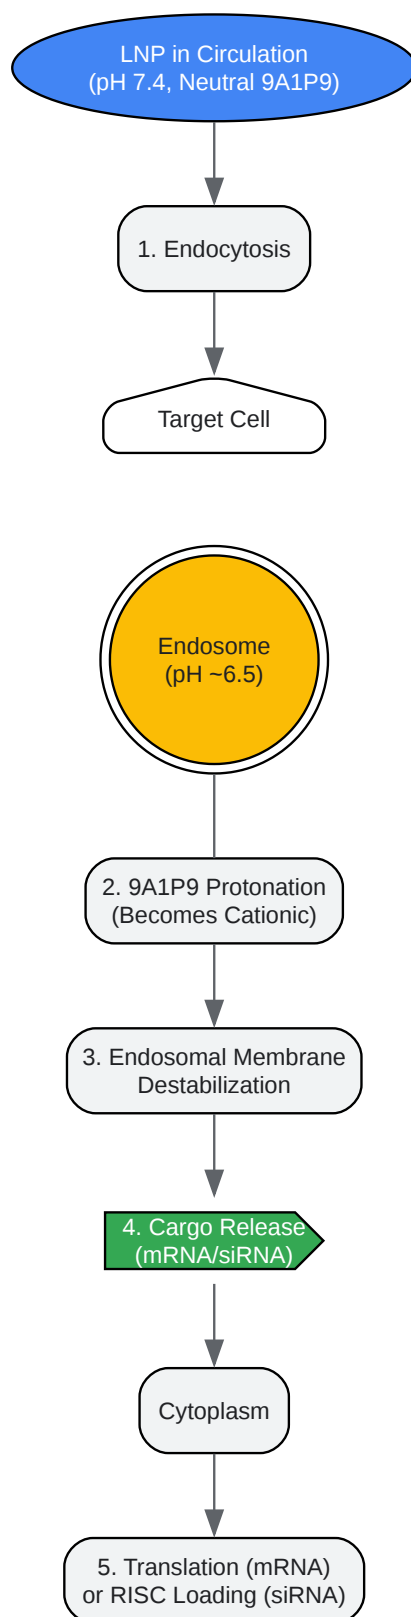 LNP in Circulation
(pH 7.4, Neutral 9A1P9)
1. Endocytosis
Target Cell
Endosome
(pH ~6.5)
2. 9A1P9 Protonation
(Becomes Cationic)
3. Endosomal Membrane
Destabilization
4. Cargo Release
(mRNA/siRNA)
Cytoplasm
5. Translation (mRNA)
or RISC Loading (siRNA)